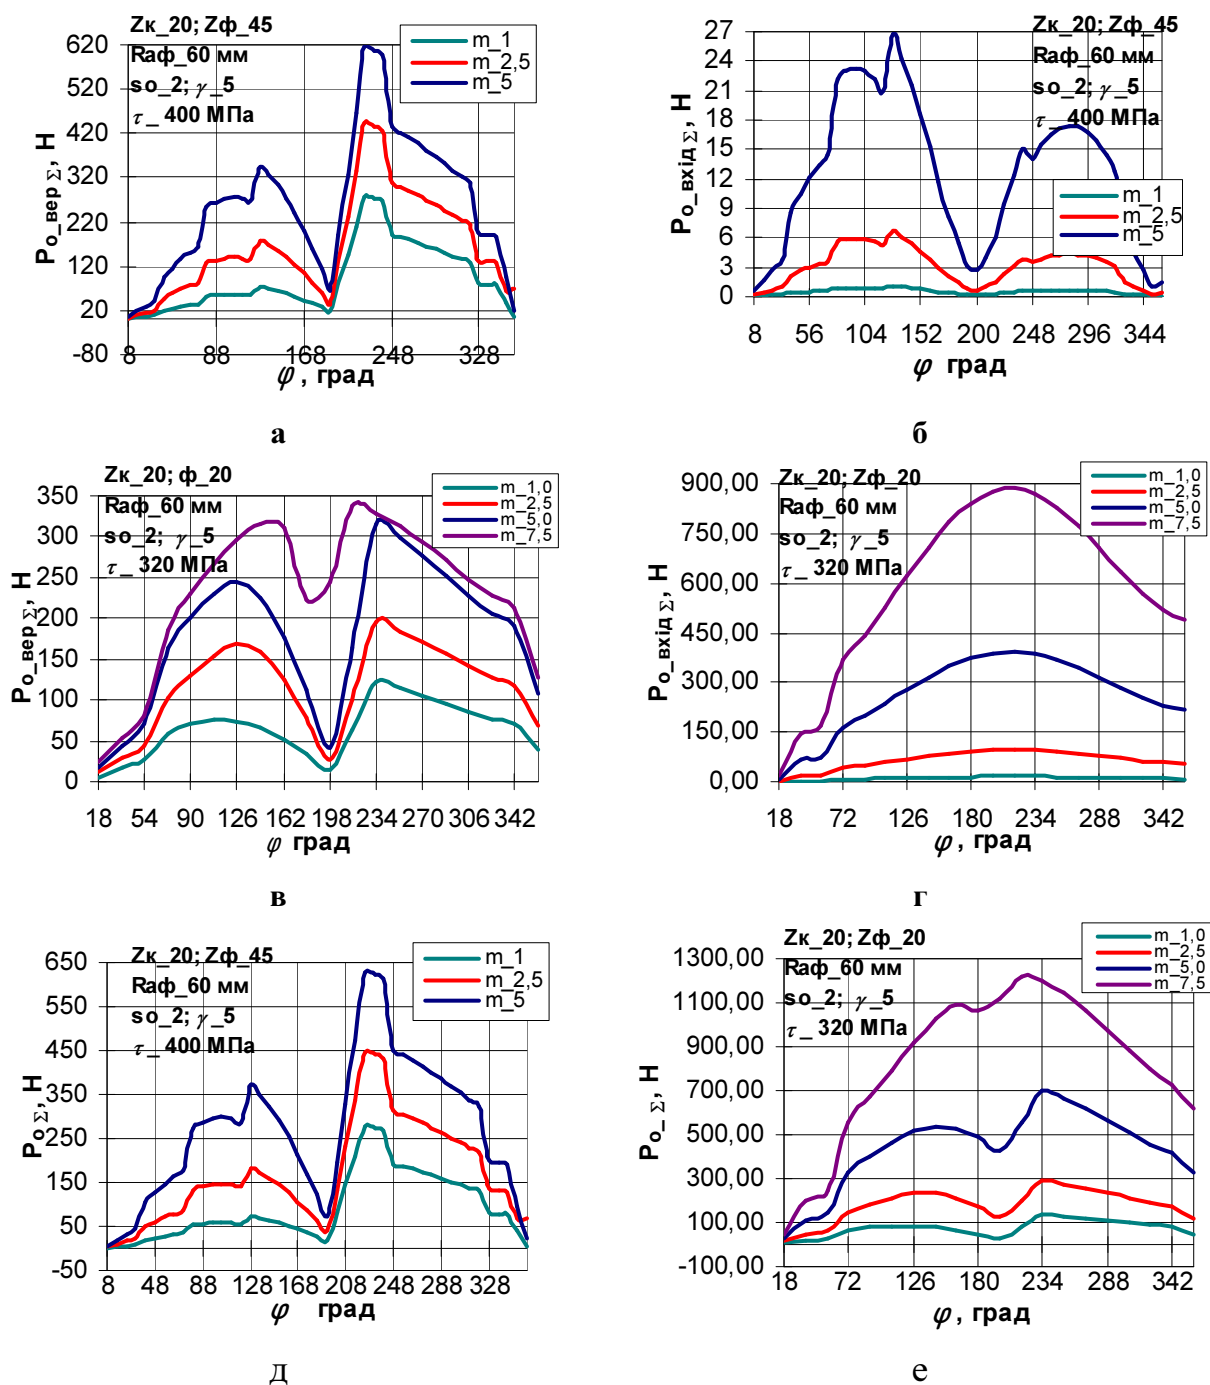 Zк_20; Zф_45
Rаф_60 мм
so_2; γ_5
τ_ 400 МПа
m_1
m_2,5
m_5
620
520
420
320
220
120
20
-80
8 88 168 248 328
Po_вер Σ, Н
φ , град
а
Zк_20; Zф_45
Rаф_60 мм
so_2; γ_5
τ_ 400 МПа
m_1
m_2,5
m_5
27
24
21
18
15
12
9
6
3
0
8 56 104 152 200 248 296 344
Po_вхід Σ, Н
φ град
б
Zк_20; ф_20
Rаф_60 мм
so_2; γ_5
τ_ 320 МПа
m_1,0
m_2,5
m_5,0
m_7,5
350
300
250
200
150
100
50
0
18 54 90 126 162 198 234 270 306 342
Po_вер Σ, Н
φ град
в
Zк_20; Zф_20
Rаф_60 мм
so_2; γ_5
τ_ 320 МПа
m_1,0
m_2,5
m_5,0
m_7,5
900,00
750,00
600,00
450,00
300,00
150,00
0,00
18 72 126 180 234 288 342
Po_вхід Σ, Н
φ , град
г
Zк_20; Zф_45
Rаф_60 мм
so_2; γ_5
τ_ 400 МПа
m_1
m_2,5
m_5
650
550
450
350
250
150
50
-50
8 48 88 128 168 208 248 288 328
Po Σ, Н
φ град
д
Zк_20; Zф_20
Rаф_60 мм
so_2; γ_5
τ_ 320 МПа
m_1,0
m_2,5
m_5,0
m_7,5
1300,00
1100,00
900,00
700,00
500,00
300,00
100,00
-100,00
18 72 126 180 234 288 342
Po_ Σ, Н
φ , град
е